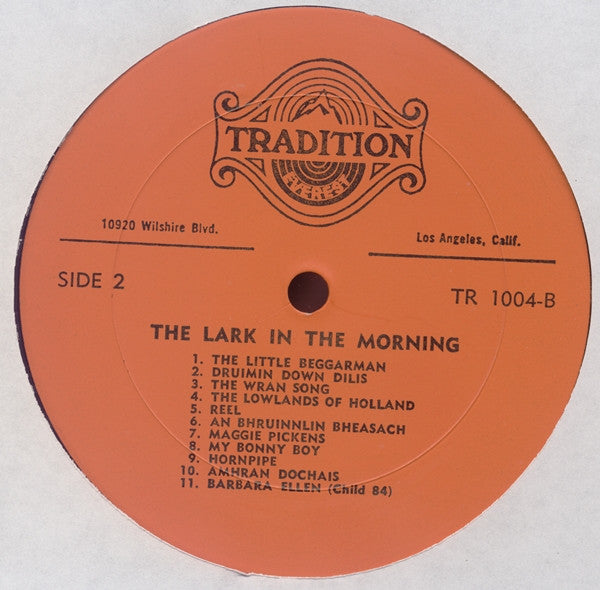 TRADITION
EVEREST
10920 Wilshire Blvd.
Los Angeles, Calif.
SIDE 2
TR 1004-B
THE LARK IN THE MORNING
1. THE LITTLE BEGGARMAN
2. DRUIMIN DOWN DILIS
3. THE WRAN SONG
4. THE LOWLANDS OF HOLLAND
5. REEL
6. AN BHRUINNLIN BHEASACH
7. MAGGIE PICKENS
8. MY BONNY BOY
9. HORNPIPE
10. AMHRAN DOCHAIS
11. BARBARA ELLEN (Child 84)